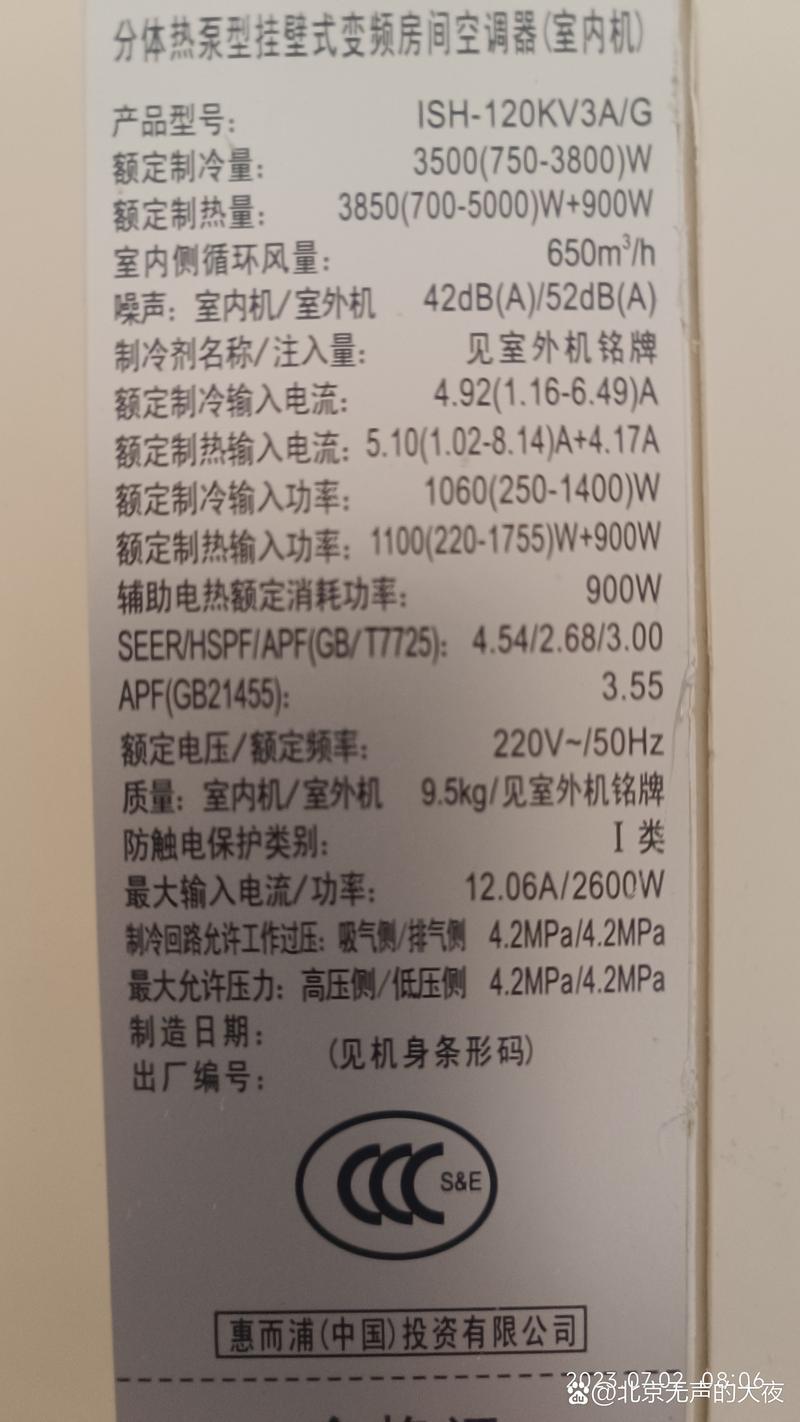 分体热泵型挂壁式变频房间空调器(室内机)
产品型号： ISH-120KV3A/G
额定制冷量： 3500(750-3800)W
额定制热量： 3850(700-5000)W+900W
室内侧循环风量： 650m³/h
噪声：室内机/室外机 42dB(A)/52dB(A)
制冷剂名称/注入量： 见室外机铭牌
额定制冷输入电流： 4.92(1.16-6.49)A
额定制热输入电流： 5.10(1.02-8.14)A+4.17A
额定制冷输入功率： 1060(250-1400)W
额定制热输入功率： 1100(220-1755)W+900W
辅助电热额定消耗功率： 900W
SEER/HSPF/APF(GB/T7725)： 4.54/2.68/3.00
APF(GB21455)： 3.55
额定电压/额定频率： 220V~/50Hz
质量：室内机/室外机 9.5kg/见室外机铭牌
防触电保护类别： I 类
最大输入电流/功率： 12.06A/2600W
制冷回路允许工作过压：吸气侧/排气侧 4.2MPa/4.2MPa
最大允许压力：高压侧/低压侧 4.2MPa/4.2MPa
制造日期：
(见机身条形码)
出厂编号：
CCC S&E
惠而浦(中国)投资有限公司
2023.07.02 08:06
@北京无声的大夜